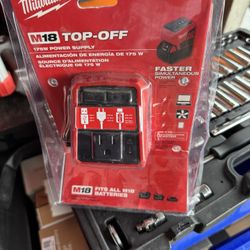 Milwaukee
M18 TOP-OFF
175W POWER SUPPLY
ALIMENTACIÓN DE ENERGÍA DE 175 W
SOURCE D'ALIMENTATION
ÉLECTRIQUE DE 175 W
FASTER
SIMULTANEOUS
POWER
M18
FITS ALL M18
BATTERIES